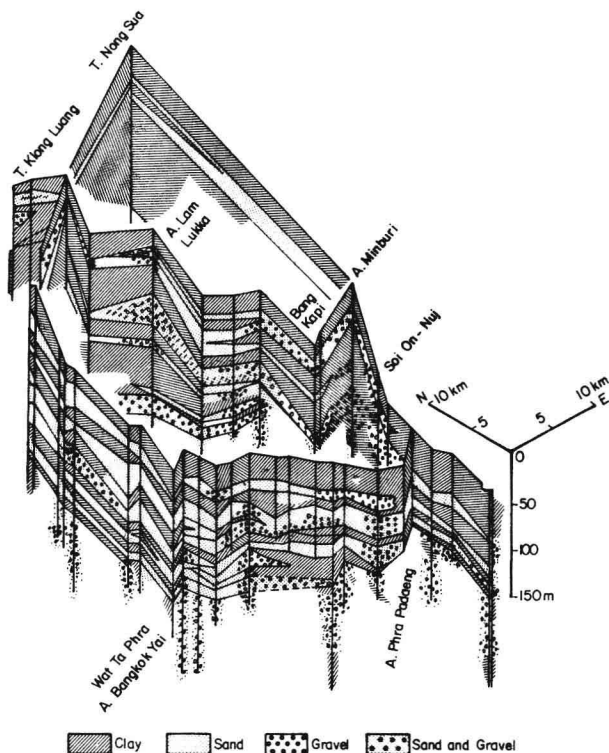 T. Nong Sua
T. Klong Luang
A. Lam
Lukka
A. Minburi
Bang
Kapi
Soi On-Nuj
N
10 km
5
5
10 km
E
0
-50
-100
-150 m
A. Phra Padaeng
Wat Ta Phra
A. Bangkok Yai
Clay
Sand
Gravel
Sand and Gravel